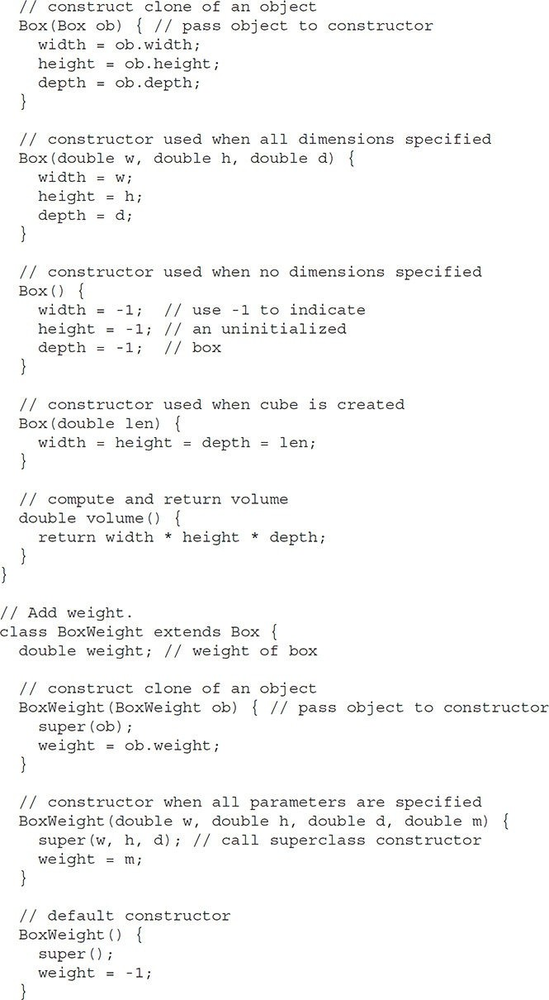 // construct clone of an object
  Box(Box ob) { // pass object to constructor
    width = ob.width;
    height = ob.height;
    depth = ob.depth;
  }

  // constructor used when all dimensions specified
  Box(double w, double h, double d) {
    width = w;
    height = h;
    depth = d;
  }

  // constructor used when no dimensions specified
  Box() {
    width = -1;  // use -1 to indicate
    height = -1; // an uninitialized
    depth = -1;  // box
  }

  // constructor used when cube is created
  Box(double len) {
    width = height = depth = len;
  }

  // compute and return volume
  double volume() {
    return width * height * depth;
  }
}

// Add weight.
class BoxWeight extends Box {
  double weight; // weight of box

  // construct clone of an object
  BoxWeight(BoxWeight ob) { // pass object to constructor
    super(ob);
    weight = ob.weight;
  }

  // constructor when all parameters are specified
  BoxWeight(double w, double h, double d, double m) {
    super(w, h, d); // call superclass constructor
    weight = m;
  }

  // default constructor
  BoxWeight() {
    super();
    weight = -1;
  }